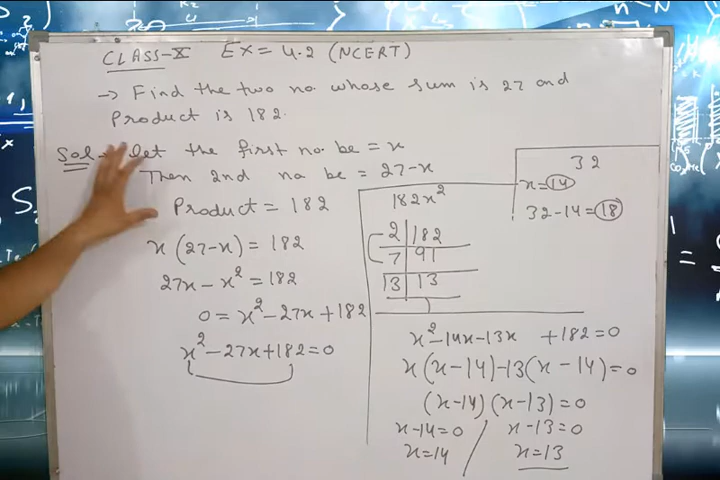 CLASS-X EX = 4.2 (NCERT)
→ Find the two no. whose sum is 27 and
Product is 182.
Sol → let the first no be = x
Then 2nd no be = 27-x
Product = 182
x(27-x) = 182
27x - x² = 182
0 = x² - 27x + 182
x² - 27x + 182 = 0
182x²
2 | 182
7 | 91
13 | 13
32
x = 14
32 - 14 = 18
x² - 14x - 13x + 182 = 0
x(x-14) - 13(x-14) = 0
(x-14)(x-13) = 0
x-14 = 0 / x-13 = 0
x = 14 x = 13